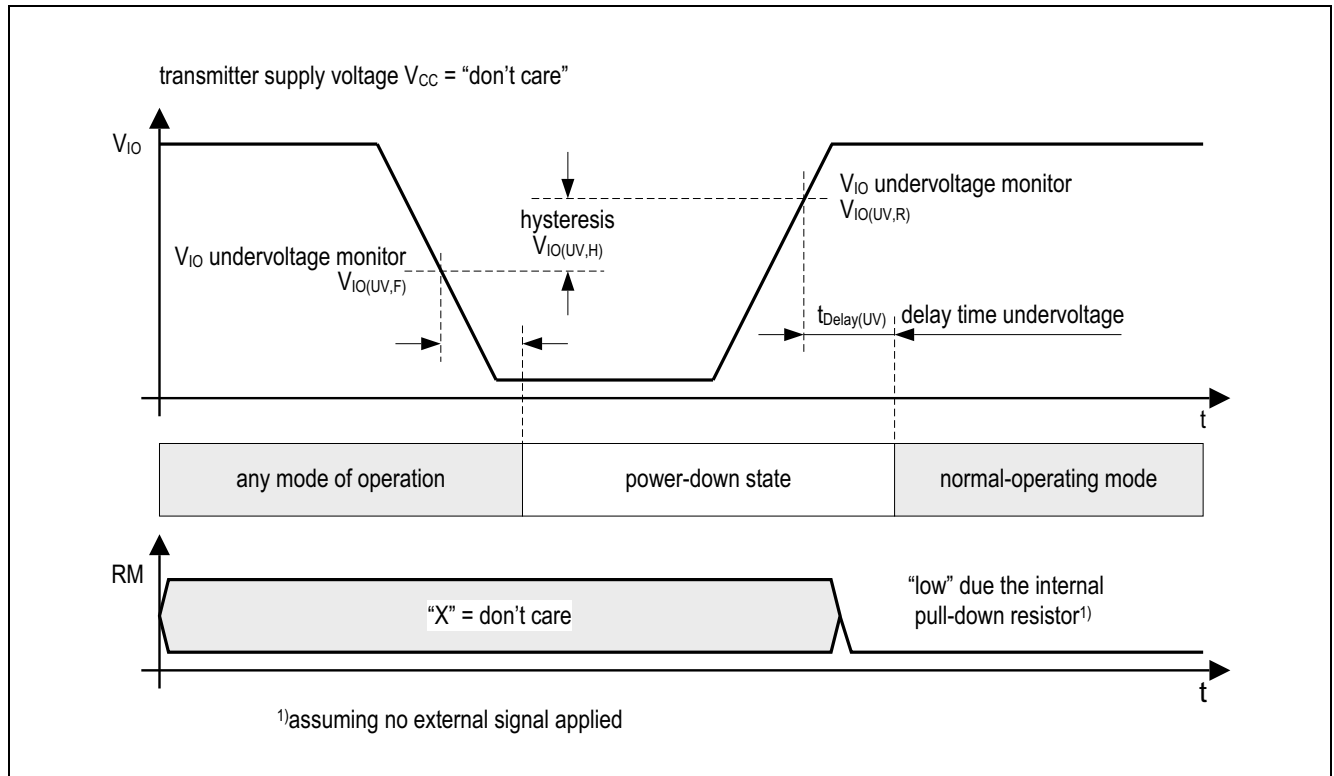 transmitter supply voltage VCC = “don’t care”
VIO
VIO undervoltage monitor
VIO(UV,R)
hysteresis
VIO(UV,H)
VIO undervoltage monitor
VIO(UV,F)
tDelay(UV) delay time undervoltage
t
any mode of operation
power-down state
normal-operating mode
RM
“X” = don’t care
“low” due the internal
pull-down resistor1)
t
1)assuming no external signal applied